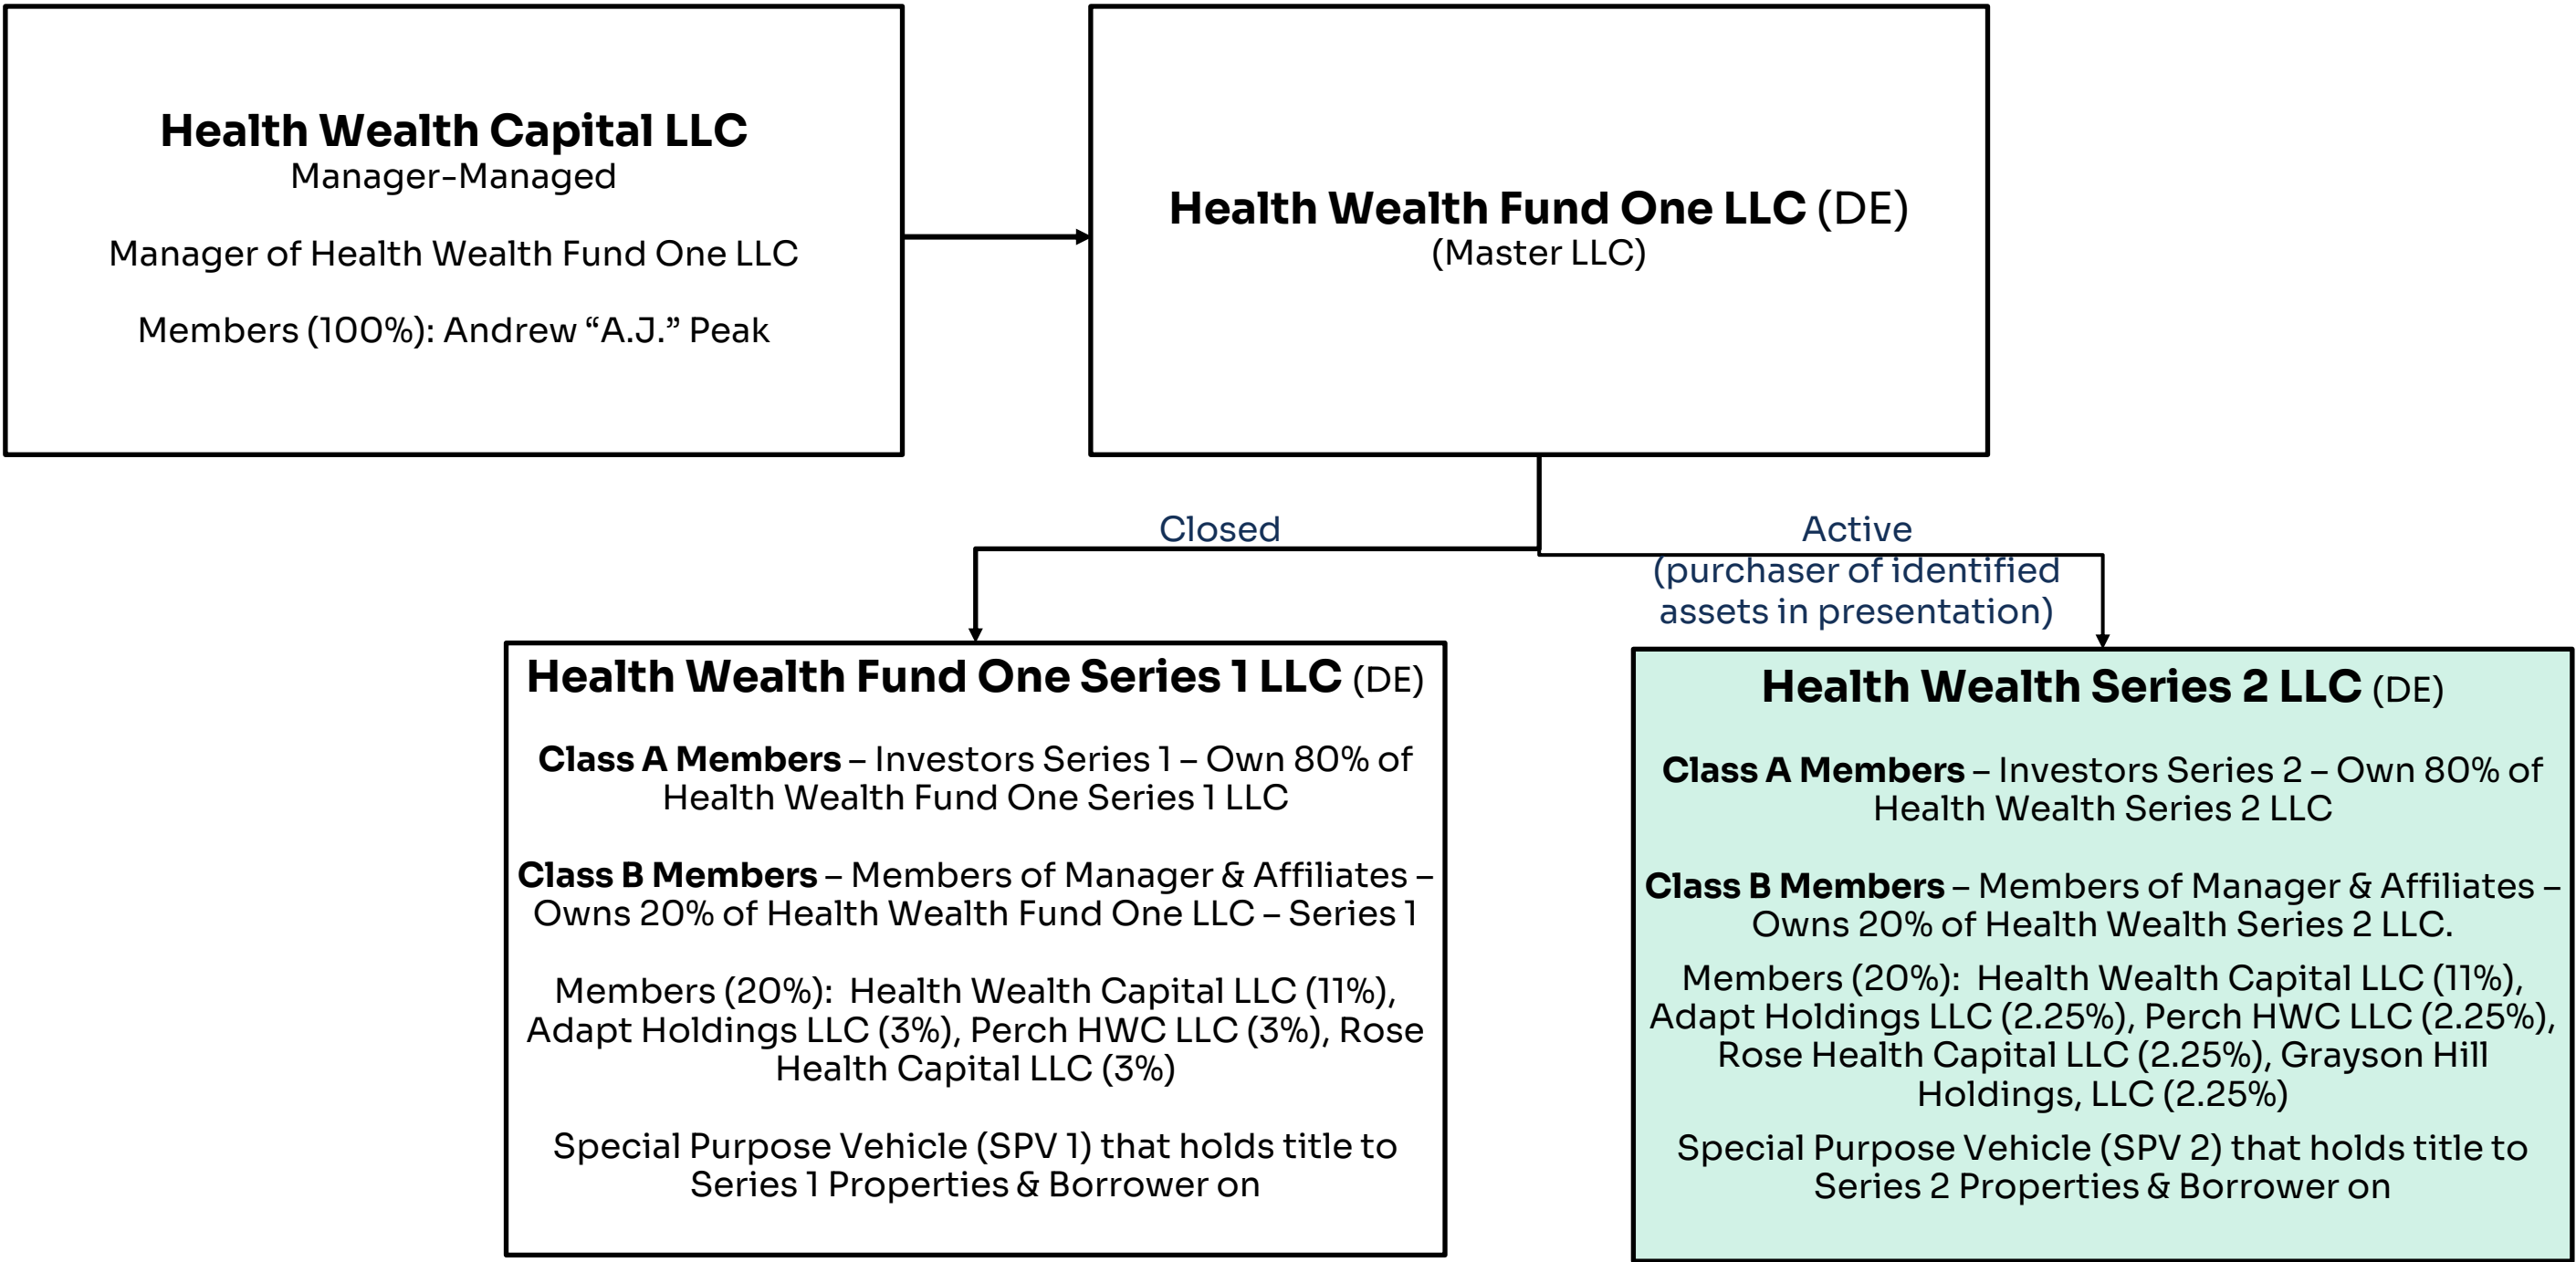 Health Wealth Capital LLC
Manager-Managed
Manager of Health Wealth Fund One LLC
Members (100%): Andrew “A.J.” Peak
Health Wealth Fund One LLC (DE)
(Master LLC)
Closed
Active
(purchaser of identified
assets in presentation)
Health Wealth Fund One Series 1 LLC (DE)
Class A Members – Investors Series 1 – Own 80% of
Health Wealth Fund One Series 1 LLC
Class B Members – Members of Manager & Affiliates –
Owns 20% of Health Wealth Fund One LLC – Series 1
Members (20%): Health Wealth Capital LLC (11%),
Adapt Holdings LLC (3%), Perch HWC LLC (3%), Rose
Health Capital LLC (3%)
Special Purpose Vehicle (SPV 1) that holds title to
Series 1 Properties & Borrower on
Health Wealth Series 2 LLC (DE)
Class A Members – Investors Series 2 – Own 80% of
Health Wealth Series 2 LLC
Class B Members – Members of Manager & Affiliates –
Owns 20% of Health Wealth Series 2 LLC.
Members (20%): Health Wealth Capital LLC (11%),
Adapt Holdings LLC (2.25%), Perch HWC LLC (2.25%),
Rose Health Capital LLC (2.25%), Grayson Hill
Holdings, LLC (2.25%)
Special Purpose Vehicle (SPV 2) that holds title to
Series 2 Properties & Borrower on